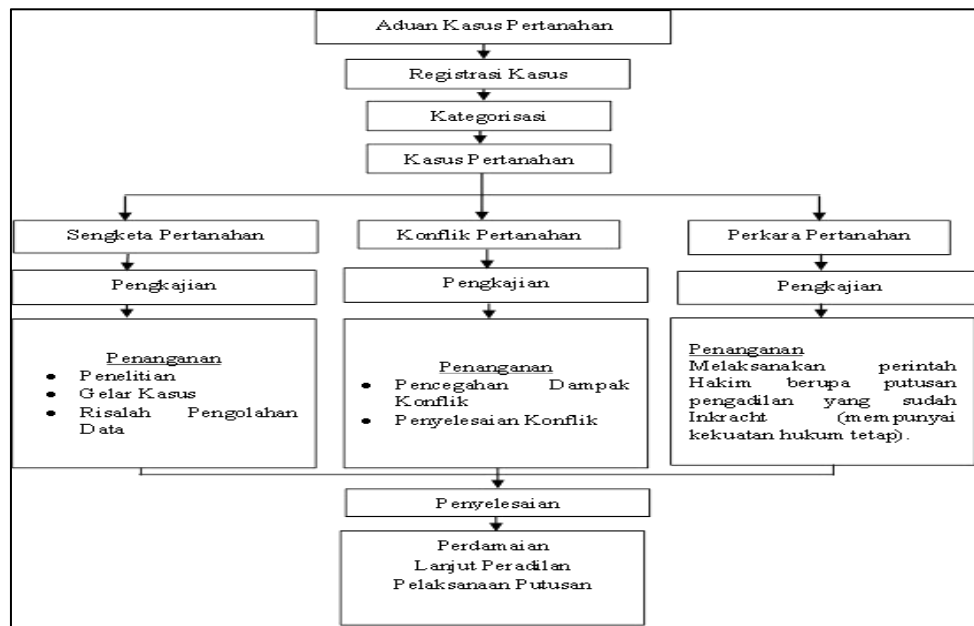 Aduan Kasus Pertanahan
Registrasi Kasus
Kategorisasi
Kasus Pertanahan
Sengketa Pertanahan
Konflik Pertanahan
Perkara Pertanahan
Pengkajian
Pengkajian
Pengkajian
Penanganan
• Penelitian
• Gelar Kasus
• Risalah Pengolahan
Data
Penanganan
• Pencegahan Dampak
Konflik
• Penyelesaian Konflik
Penanganan
Melaksanakan perintah
Hakim berupa putusan
pengadilan yang sudah
Inkracht (mempunyai
kekuatan hukum tetap).
Penyelesaian
Perdamaian
Lanjut Peradilan
Pelaksanaan Putusan